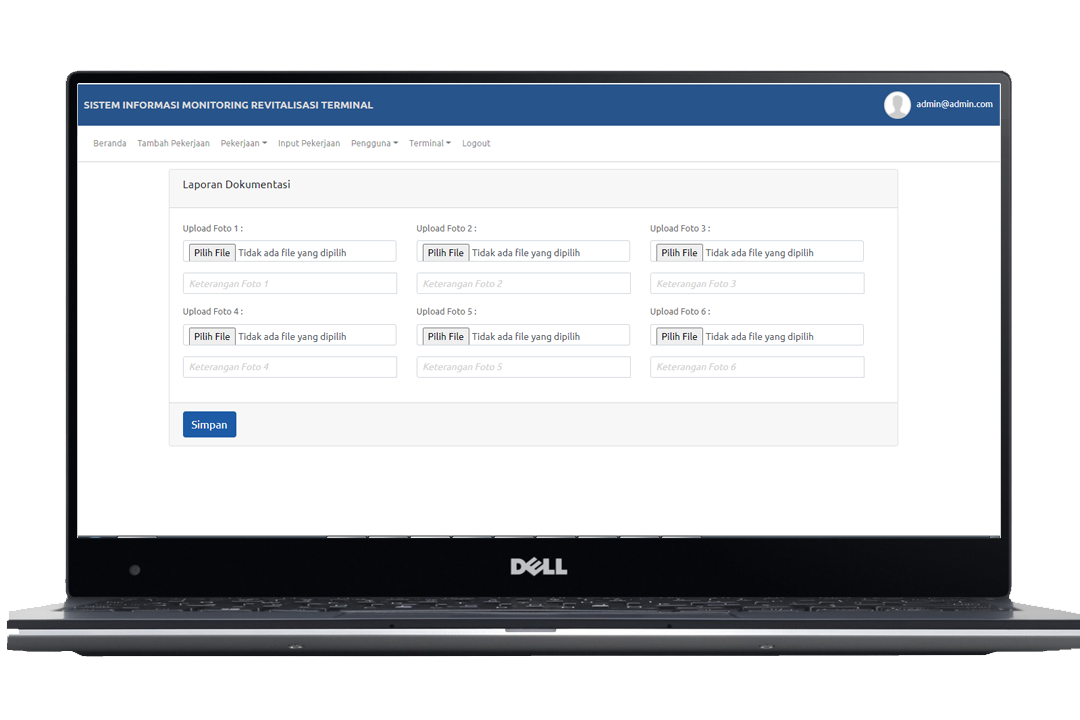 SISTEM INFORMASI MONITORING REVITALISASI TERMINAL
admin@admin.com
Beranda Tambah Pekerjaan Pekerjaan Input Pekerjaan Pengguna Terminal Logout
Laporan Dokumentasi
Upload Foto 1 : Upload Foto 2 : Upload Foto 3 :
Pilih File Tidak ada file yang dipilih Pilih File Tidak ada file yang dipilih Pilih File Tidak ada file yang dipilih
Keterangan Foto 1 Keterangan Foto 2 Keterangan Foto 3
Upload Foto 4 : Upload Foto 5 : Upload Foto 6 :
Pilih File Tidak ada file yang dipilih Pilih File Tidak ada file yang dipilih Pilih File Tidak ada file yang dipilih
Keterangan Foto 4 Keterangan Foto 5 Keterangan Foto 6
Simpan
DELL